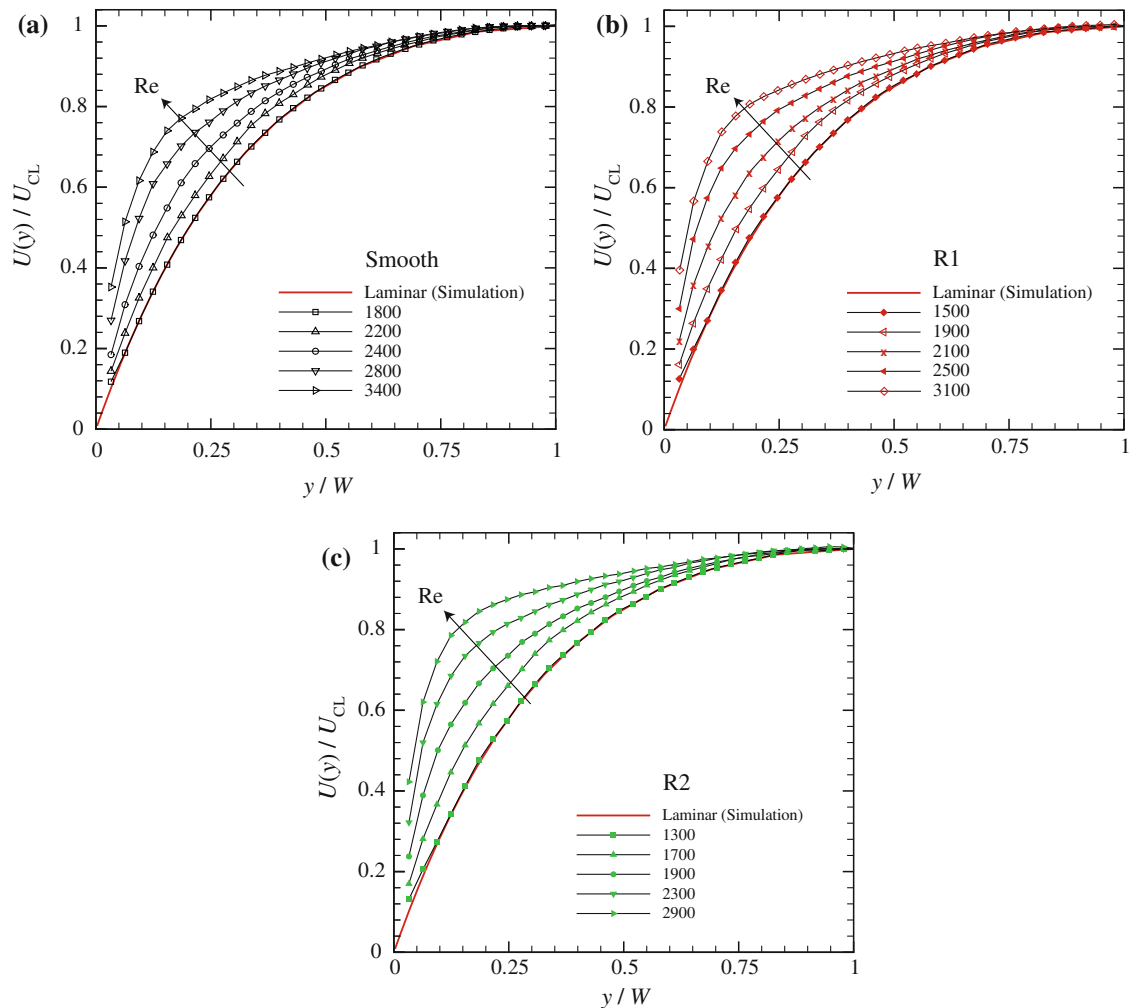 (a)
1
0.8
0.6
0.4
0.2
0
U(y) / U_CL
Re
Smooth
Laminar (Simulation)
1800
2200
2400
2800
3400
0
0.25
0.5
0.75
1
y / W
(b)
1
0.8
0.6
0.4
0.2
0
U(y) / U_CL
Re
R1
Laminar (Simulation)
1500
1900
2100
2500
3100
0
0.25
0.5
0.75
1
y / W
(c)
1
0.8
0.6
0.4
0.2
0
U(y) / U_CL
Re
R2
Laminar (Simulation)
1300
1700
1900
2300
2900
0
0.25
0.5
0.75
1
y / W